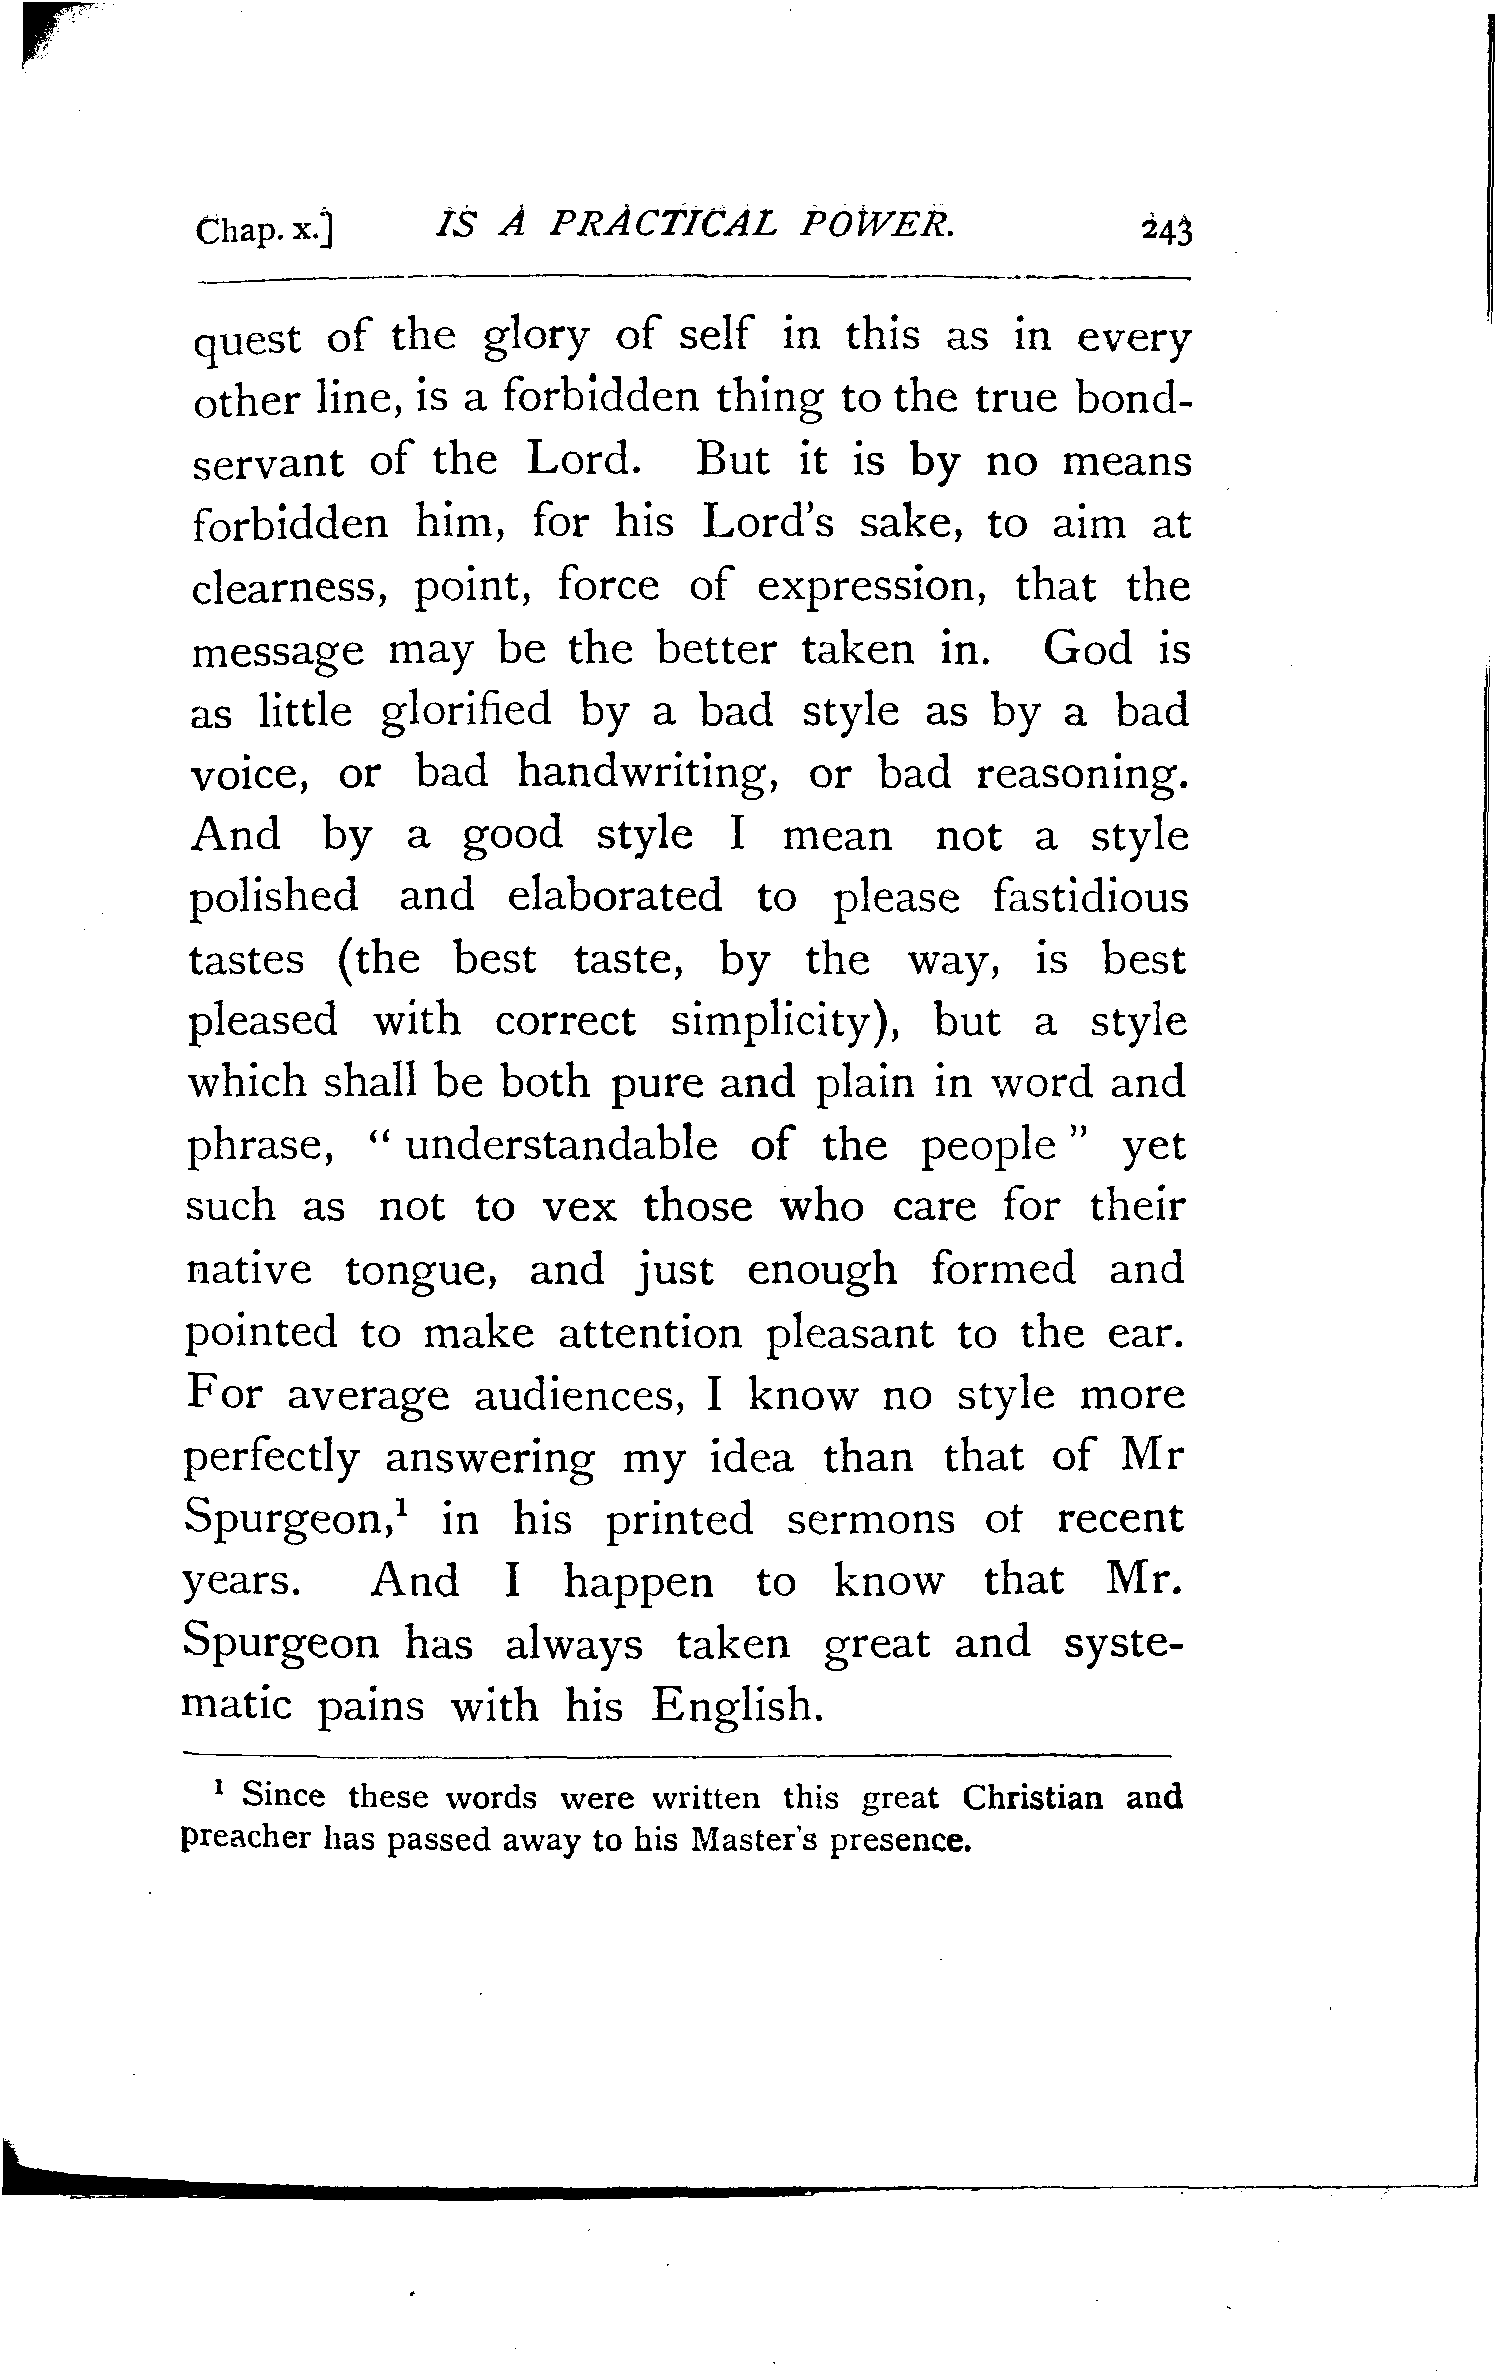 Chap. x.] IS A PRACTICAL POWER. 243
quest of the glory of self in this as in every
other line, is a forbidden thing to the true bond-
servant of the Lord. But it is by no means
forbidden him, for his Lord's sake, to aim at
clearness, point, force of expression, that the
message may be the better taken in. God is
as little glorified by a bad style as by a bad
voice, or bad handwriting, or bad reasoning.
And by a good style I mean not a style
polished and elaborated to please fastidious
tastes (the best taste, by the way, is best
pleased with correct simplicity), but a style
which shall be both pure and plain in word and
phrase, " understandable of the people " yet
such as not to vex those who care for their
native tongue, and just enough formed and
pointed to make attention pleasant to the ear.
For average audiences, I know no style more
perfectly answering my idea than that of Mr
Spurgeon,¹ in his printed sermons of recent
years. And I happen to know that Mr.
Spurgeon has always taken great and syste-
matic pains with his English.
¹ Since these words were written this great Christian and
preacher has passed away to his Master's presence.